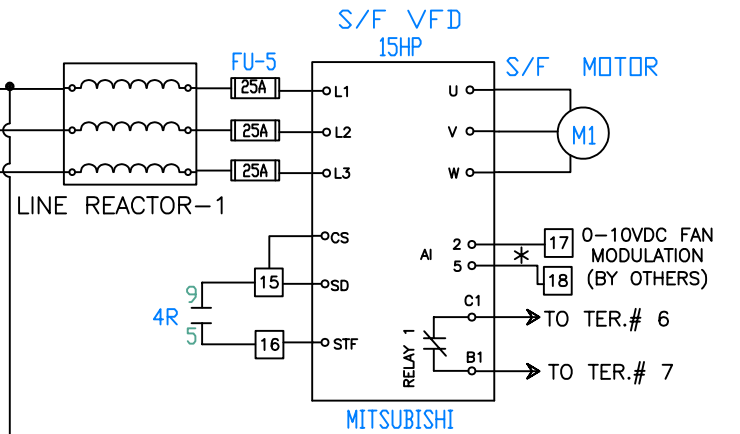 S/F VFD
15HP
FU-5
S/F MOTOR
25A
L1
U
25A
L2
V
M1
25A
L3
W
LINE REACTOR-1
CS
AI
2
17
0-10VDC FAN
MODULATION
(BY OTHERS)
5
*
18
15
SD
9
4R
5
16
STF
C1
TO TER.# 6
RELAY 1
B1
TO TER.# 7
MITSUBISHI